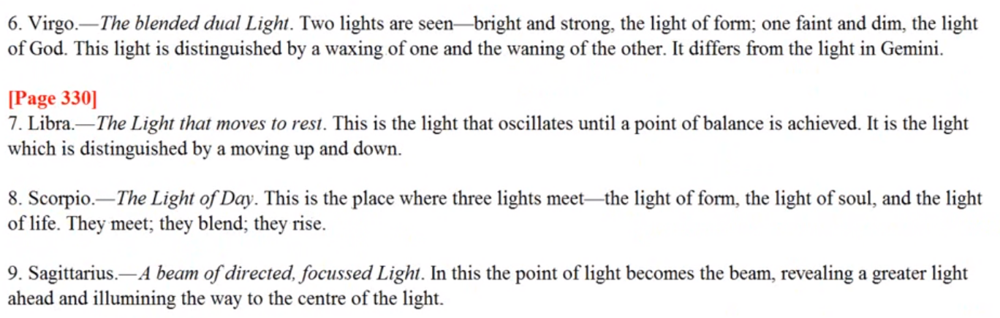 6. Virgo.—The blended dual Light. Two lights are seen—bright and strong, the light of form; one faint and dim, the light
of God. This light is distinguished by a waxing of one and the waning of the other. It differs from the light in Gemini.
[Page 330]
7. Libra.—The Light that moves to rest. This is the light that oscillates until a point of balance is achieved. It is the light
which is distinguished by a moving up and down.
8. Scorpio.—The Light of Day. This is the place where three lights meet—the light of form, the light of soul, and the light
of life. They meet; they blend; they rise.
9. Sagittarius.—A beam of directed, focussed Light. In this the point of light becomes the beam, revealing a greater light
ahead and illumining the way to the centre of the light.